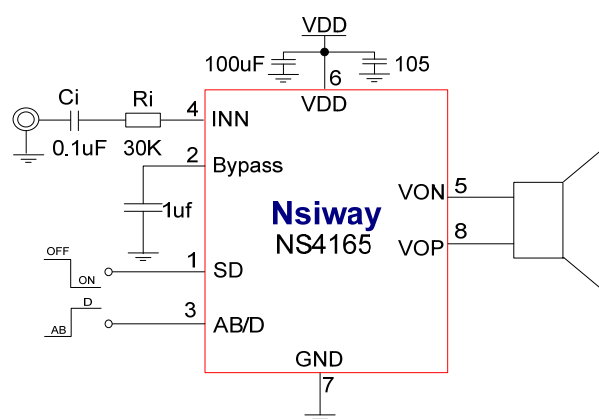 VDD
100uF
105
6
VDD
Ci
Ri
4
INN
0.1uF
30K
2
Bypass
1uf
Nsiway
NS4165
VON
5
VOP
8
OFF
ON
1
SD
D
AB
3
AB/D
GND
7